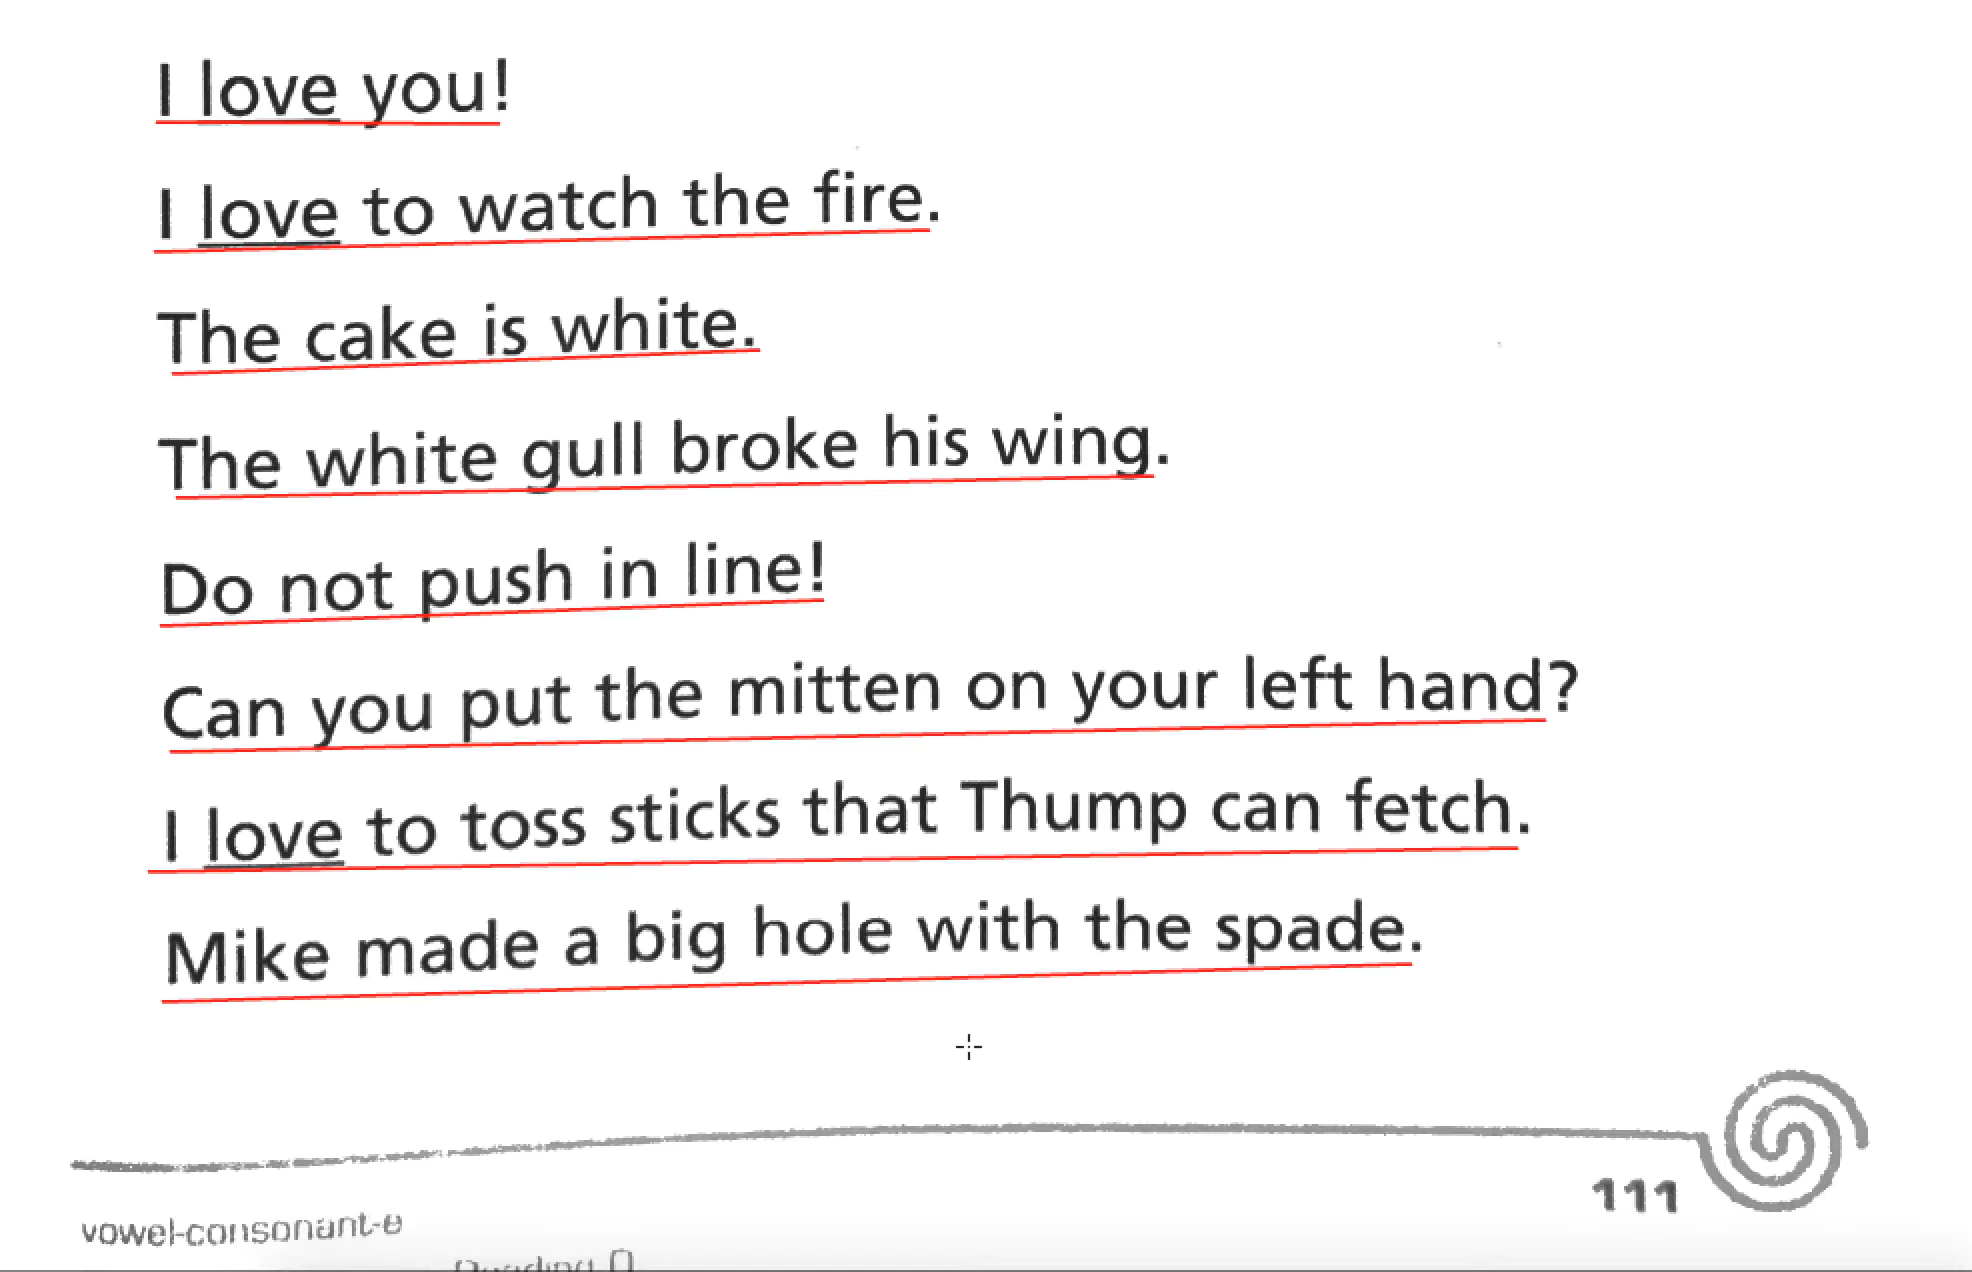 I love you!
I love to watch the fire.
The cake is white.
The white gull broke his wing.
Do not push in line!
Can you put the mitten on your left hand?
I love to toss sticks that Thump can fetch.
Mike made a big hole with the spade.
111
vowel-consonant-e